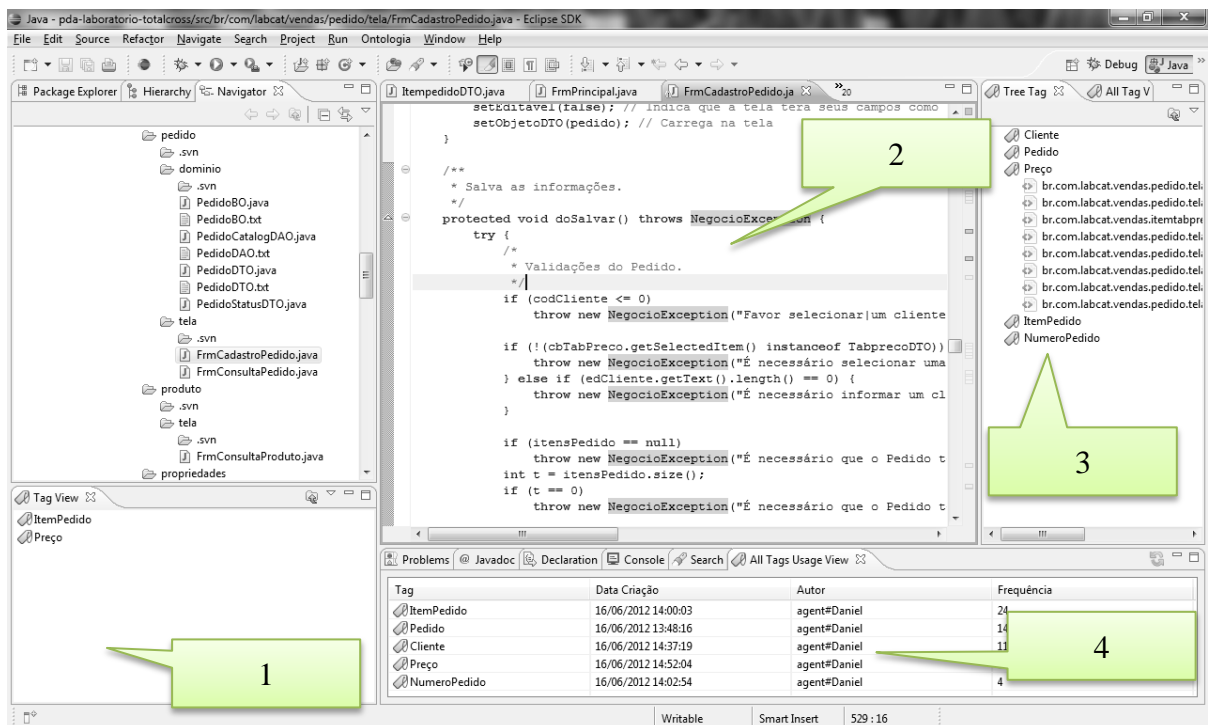 Java - pda-laboratorio-totalcross/src/br/com/labcat/vendas/pedido/tela/FrmCadastroPedido.java - Eclipse SDK
File Edit Source Refactor Navigate Search Project Run Ontologia Window Help
Debug Java »
Package Explorer Hierarchy Navigator
pedido
.svn
dominio
.svn
PedidoBO.java
PedidoBO.txt
PedidoCatalogDAO.java
PedidoDAO.txt
PedidoDTO.java
PedidoDTO.txt
PedidoStatusDTO.java
tela
.svn
FrmCadastroPedido.java
FrmConsultaPedido.java
produto
.svn
tela
.svn
FrmConsultaProduto.java
propriedades
Tag View
ItemPedido
Preço
1
ItempedidoDTO.java FrmPrincipal.java FrmCadastroPedido.ja »20
setEditavel(false); // Indica que a tela terá seus campos como
setObjetoDTO(pedido); // Carrega na tela
}
/**
* Salva as informações.
*/
protected void doSalvar() throws NegocioException {
try {
/*
* Validações do Pedido.
*/
if (codCliente <= 0)
throw new NegocioException("Favor selecionar|um cliente
if (!(cbTabPreco.getSelectedItem() instanceof TabprecoDTO))
throw new NegocioException("É necessário selecionar uma
} else if (edCliente.getText().length() == 0) {
throw new NegocioException("É necessário informar um cl
}
if (itensPedido == null)
throw new NegocioException("É necessário que o Pedido t
int t = itensPedido.size();
if (t == 0)
throw new NegocioException("É necessário que o Pedido t
2
Tree Tag All Tag V
Cliente
Pedido
Preço
br.com.labcat.vendas.pedido.tel
br.com.labcat.vendas.pedido.tel
br.com.labcat.vendas.itemtabpre
br.com.labcat.vendas.pedido.tel
br.com.labcat.vendas.pedido.tel
br.com.labcat.vendas.pedido.tel
br.com.labcat.vendas.pedido.tel
br.com.labcat.vendas.pedido.tel
ItemPedido
NumeroPedido
3
Problems @ Javadoc Declaration Console Search All Tags Usage View
Tag Data Criação Autor Frequência
ItemPedido 16/06/2012 14:00:03 agent#Daniel 24
Pedido 16/06/2012 13:48:16 agent#Daniel 14
Cliente 16/06/2012 14:37:19 agent#Daniel 11
Preço 16/06/2012 14:52:04 agent#Daniel
NumeroPedido 16/06/2012 14:02:54 agent#Daniel 4
4
Writable Smart Insert 529 : 16